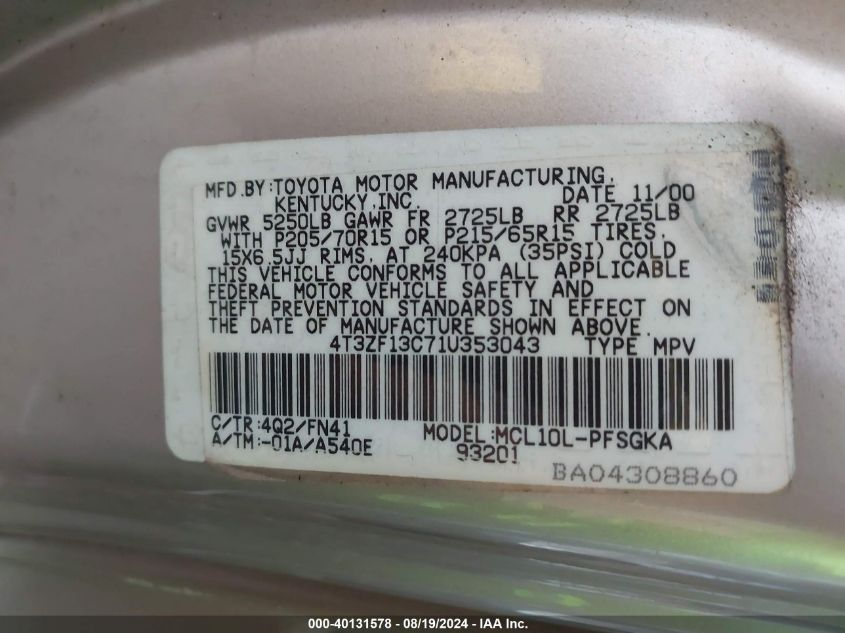 MFD.BY:TOYOTA MOTOR MANUFACTURING,
KENTUCKY,INC. DATE 11/00
GVWR 5250LB GAWR FR 2725LB RR 2725LB
WITH P205/70R15 OR P215/65R15 TIRES,
15X6.5JJ RIMS, AT 240KPA (35PSI) COLD
THIS VEHICLE CONFORMS TO ALL APPLICABLE
FEDERAL MOTOR VEHICLE SAFETY AND
THEFT PREVENTION STANDARDS IN EFFECT ON
THE DATE OF MANUFACTURE SHOWN ABOVE.
4T3ZF13C71U353043 TYPE MPV
C/TR:4Q2/FN41 MODEL:MCL10L-PFSGKA
A/TM:-01A/A540E 93201
BA04308860
000-40131578 - 08/19/2024 - IAA Inc.